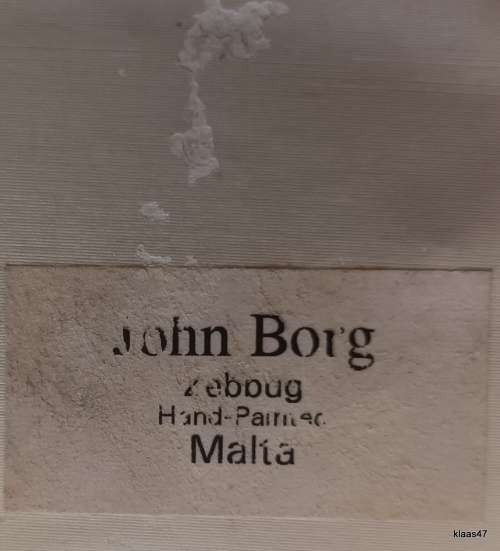 John Borg
Zebbug
Hand-Painted
Malta
klaas47